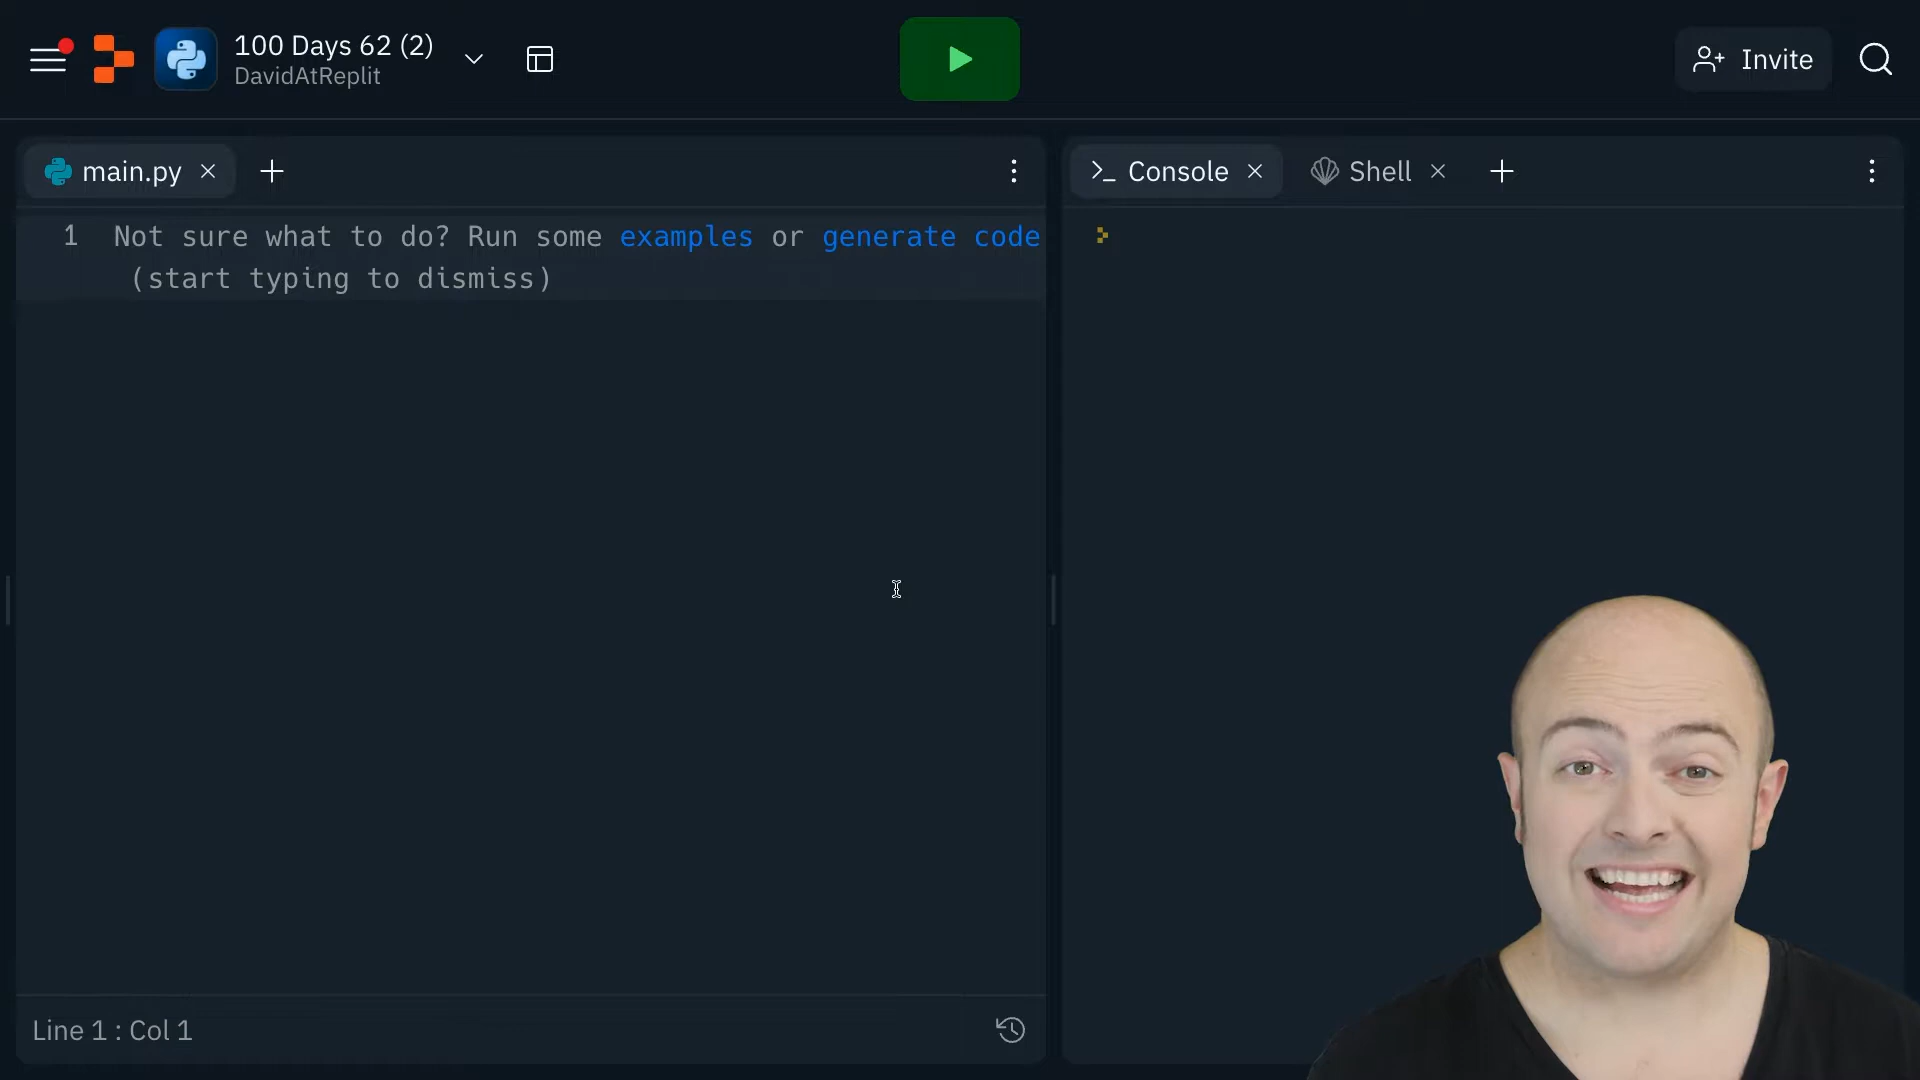 100 Days 62 (2)
DavidAtReplit
Invite
main.py
Console
Shell
1 Not sure what to do? Run some examples or generate code
(start typing to dismiss)
Line 1 : Col 1